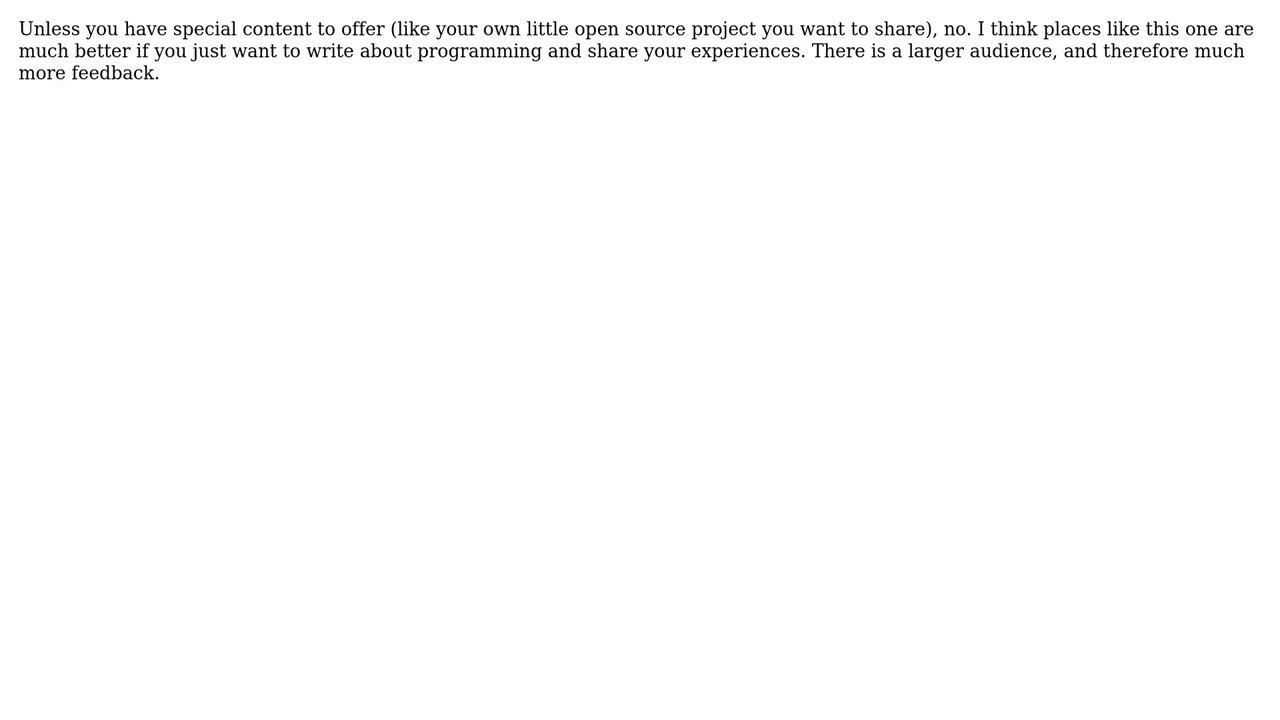 Unless you have special content to offer (like your own little open source project you want to share), no. I think places like this one are
much better if you just want to write about programming and share your experiences. There is a larger audience, and therefore much
more feedback.